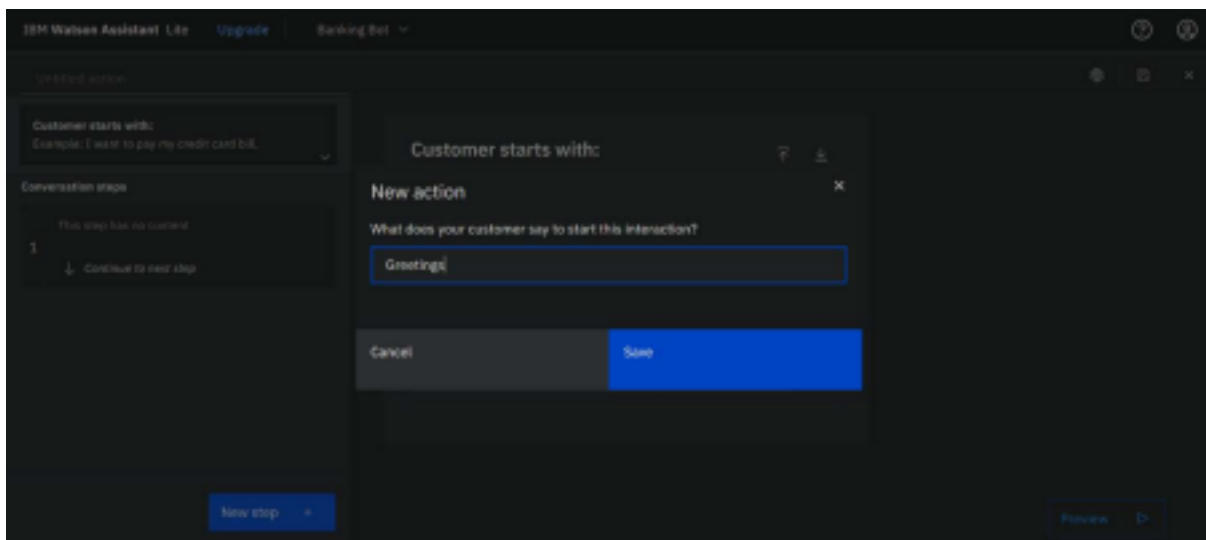 IBM Watson Assistant Lite Upgrade Banking Bot
Untitled action
Customer starts with:
Example: I want to pay my credit card bill.
Conversation steps
This step has no content
1
Continue to next step
New step +
Customer starts with:
New action
What does your customer say to start this interaction?
Greetings
Cancel
Save
Preview